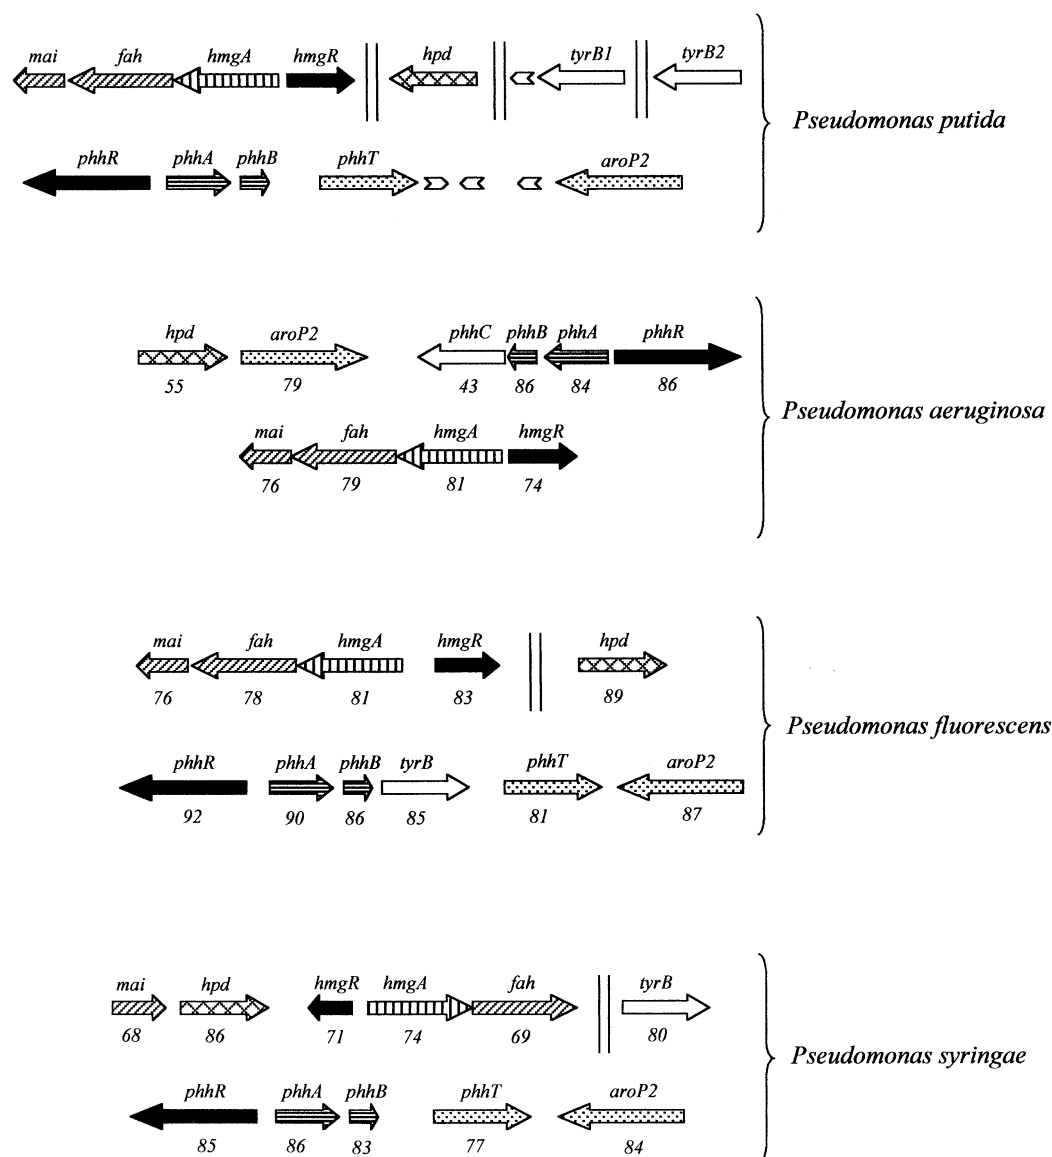 mai fah hmgA hmgR hpd tyrB1 tyrB2
Pseudomonas putida
phhR phhA phhB phhT aroP2
hpd aroP2 phhC phhB phhA phhR
55 79 43 86 84 86
Pseudomonas aeruginosa
mai fah hmgA hmgR
76 79 81 74
mai fah hmgA hmgR hpd
76 78 81 83 89
Pseudomonas fluorescens
phhR phhA phhB tyrB phhT aroP2
92 90 86 85 81 87
mai hpd hmgR hmgA fah tyrB
68 86 71 74 69 80
Pseudomonas syringae
phhR phhA phhB phhT aroP2
85 86 83 77 84